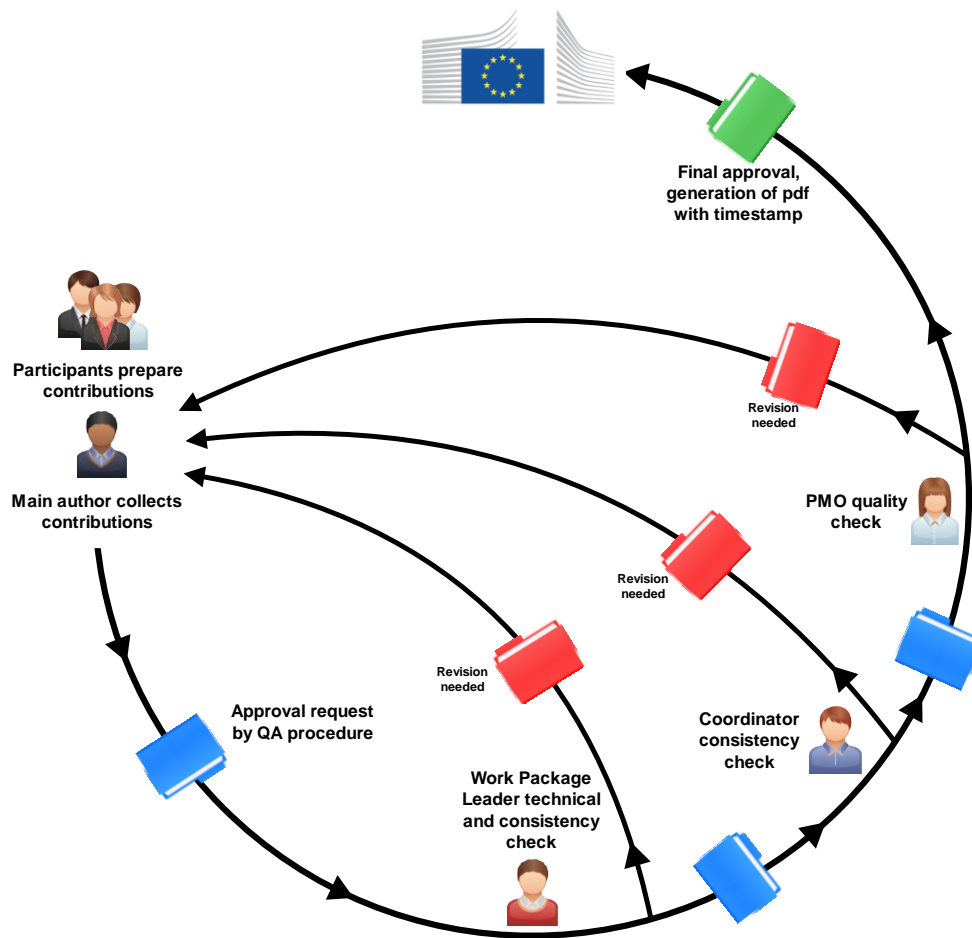 Final approval,
generation of pdf
with timestamp
Participants prepare
contributions
Revision
needed
Main author collects
contributions
PMO quality
check
Revision
needed
Revision
needed
Approval request
by QA procedure
Coordinator
consistency
check
Work Package
Leader technical
and consistency
check